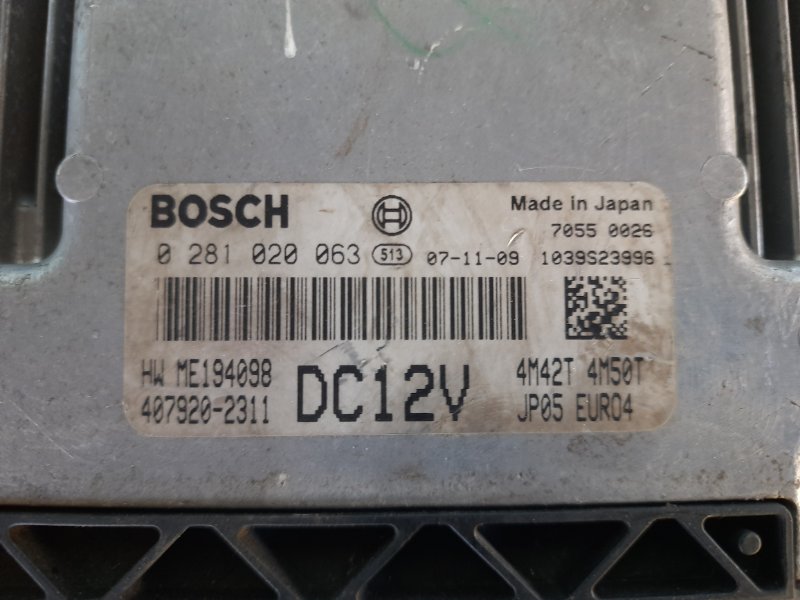 BOSCH
Made in Japan
7055 0026
0 281 020 063 513 07-11-09 1039S23996
HW ME194098
407920-2311
DC12V
4M42T 4M50T
JP05 EURO4